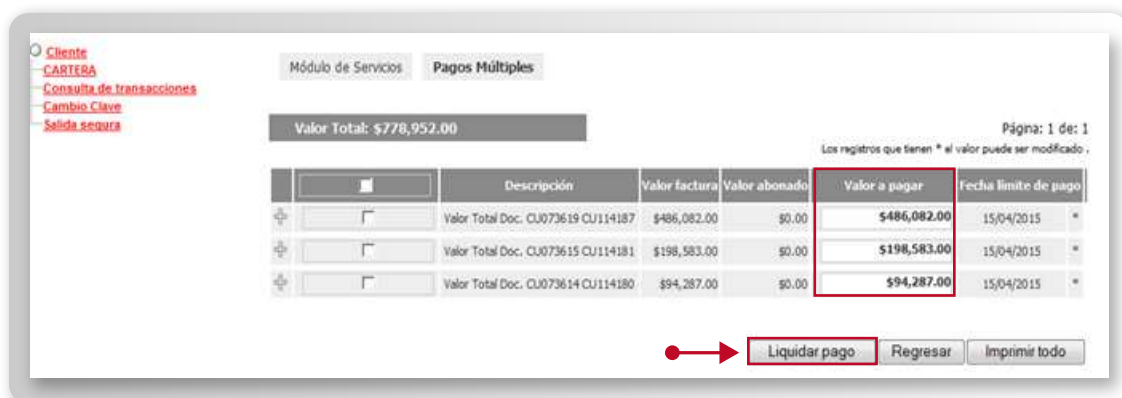 Cliente
CARTERA
Consulta de transacciones
Cambio Clave
Salida segura
Módulo de Servicios Pagos Múltiples
Valor Total: $778,952.00
Página: 1 de: 1
Los registros que tienen * el valor puede ser modificado .
Descripción Valor factura Valor abonado Valor a pagar Fecha limite de pago
Valor Total Doc. CU073619 CU114187 $486,082.00 $0.00 $486,082.00 15/04/2015 *
Valor Total Doc. CU073615 CU114181 $198,583.00 $0.00 $198,583.00 15/04/2015 *
Valor Total Doc. CU073614 CU114180 $94,287.00 $0.00 $94,287.00 15/04/2015 *
Liquidar pago Regresar Imprimir todo